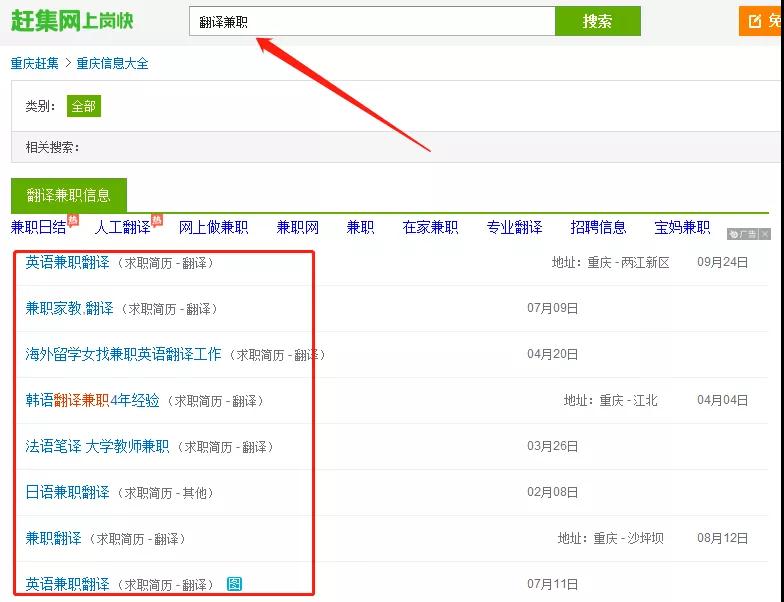 赶集网上岗快
翻译兼职
搜索
免
重庆赶集 > 重庆信息大全
类别： 全部
相关搜索：
翻译兼职信息
兼职日结热 人工翻译热 网上做兼职 兼职网 兼职 在家兼职 专业翻译 招聘信息 宝妈兼职 广告
英语兼职翻译 （求职简历 - 翻译） 地址：重庆 - 两江新区 09月24日
兼职家教,翻译 （求职简历 - 翻译） 07月09日
海外留学女找兼职英语翻译工作 （求职简历 - 翻译） 04月20日
韩语翻译兼职4年经验 （求职简历 - 翻译） 地址：重庆 - 江北 04月04日
法语笔译 大学教师兼职 （求职简历 - 翻译） 03月26日
日语兼职翻译 （求职简历 - 其他） 02月08日
兼职翻译 （求职简历 - 翻译） 地址：重庆 - 沙坪坝 08月12日
英语兼职翻译 （求职简历 - 翻译） 图 07月11日